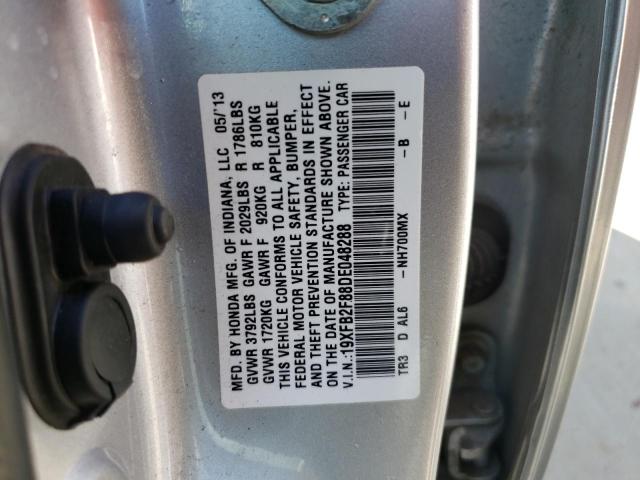 MFD. BY HONDA MFG. OF INDIANA, LLC 05/'13
GVWR 3792LBS GAWR F 2029LBS R 1786LBS
GVWR 1720KG GAWR F 920KG R 810KG
THIS VEHICLE CONFORMS TO ALL APPLICABLE
FEDERAL MOTOR VEHICLE SAFETY, BUMPER,
AND THEFT PREVENTION STANDARDS IN EFFECT
ON THE DATE OF MANUFACTURE SHOWN ABOVE.
V.I.N.:19XFB2F88DE048288 TYPE: PASSENGER CAR
TR3 D AL6 -NH700MX -B -E